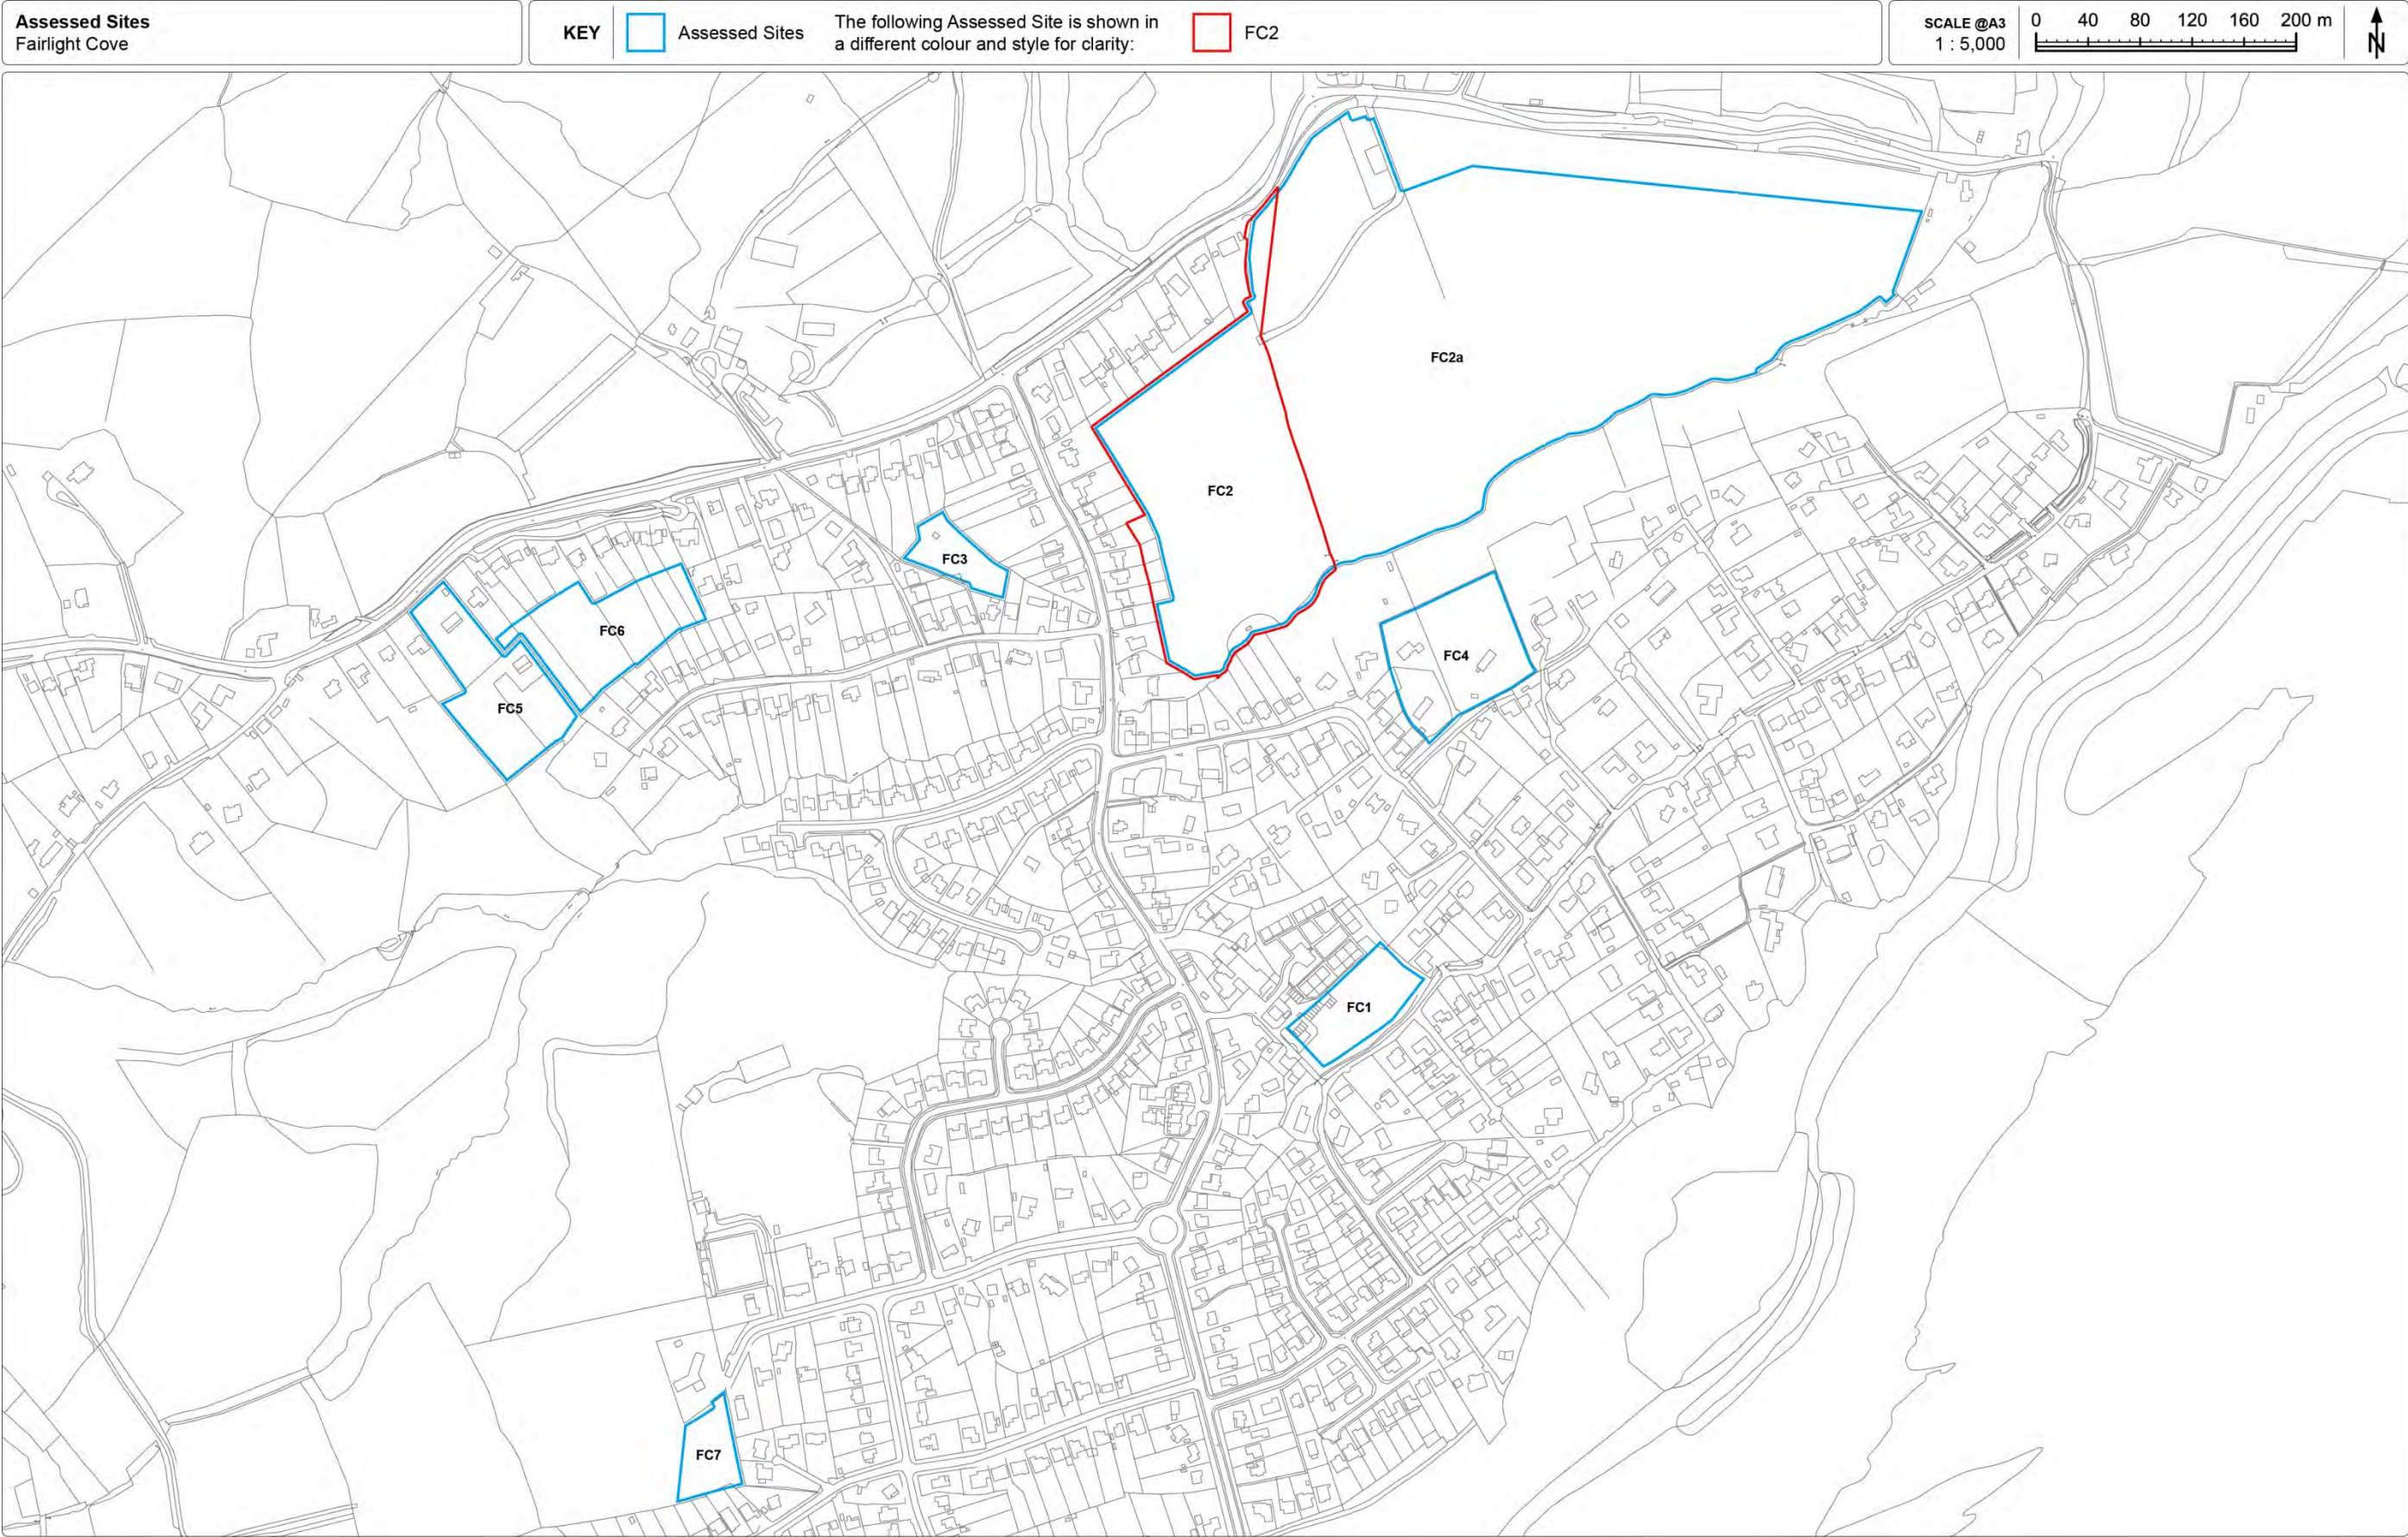 Assessed Sites
Fairlight Cove
KEY
Assessed Sites
The following Assessed Site is shown in
a different colour and style for clarity:
FC2
SCALE @A3
1 : 5,000
0 40 80 120 160 200 m
N
FC2a
FC2
FC3
FC6
FC4
FC5
FC1
FC7